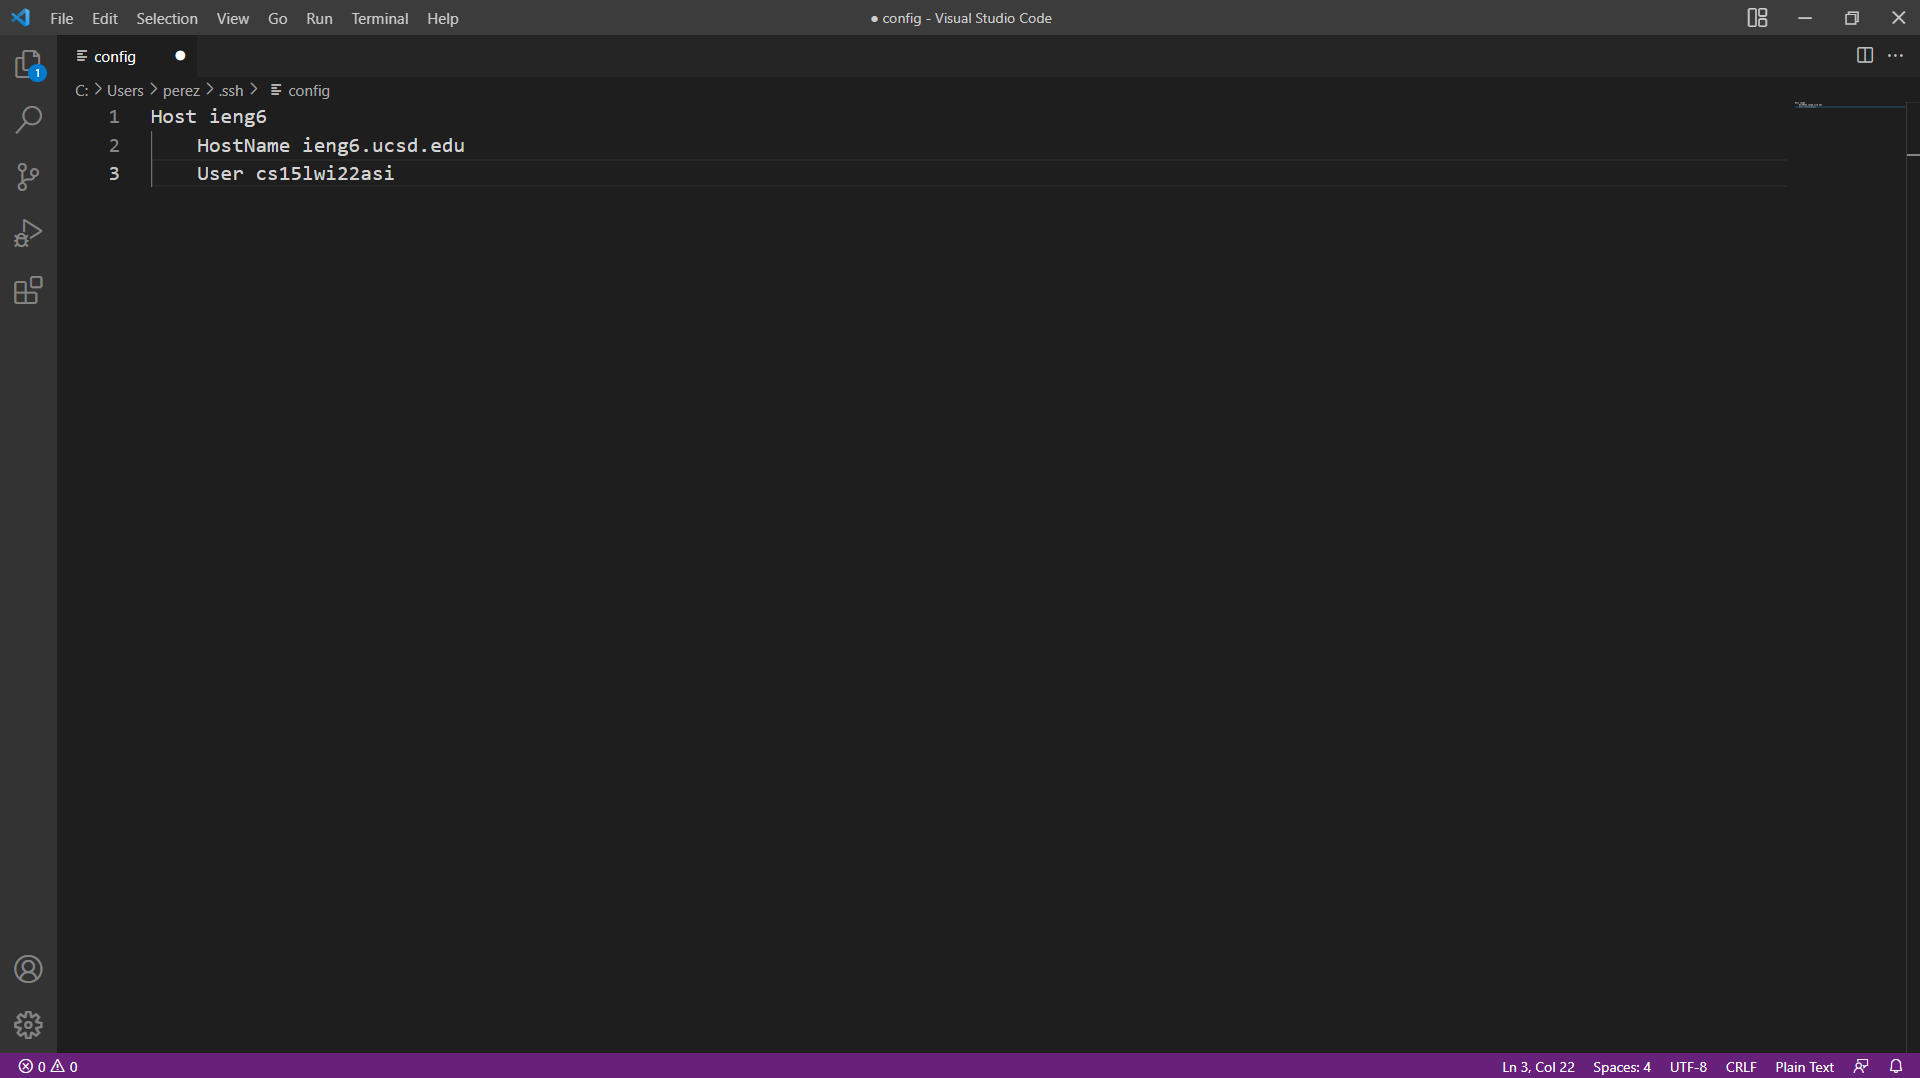 File Edit Selection View Go Run Terminal Help
● config - Visual Studio Code
1
config
C: > Users > perez > .ssh > config
1 Host ieng6
2 HostName ieng6.ucsd.edu
3 User cs15lwi22asi
0 0
Ln 3, Col 22 Spaces: 4 UTF-8 CRLF Plain Text